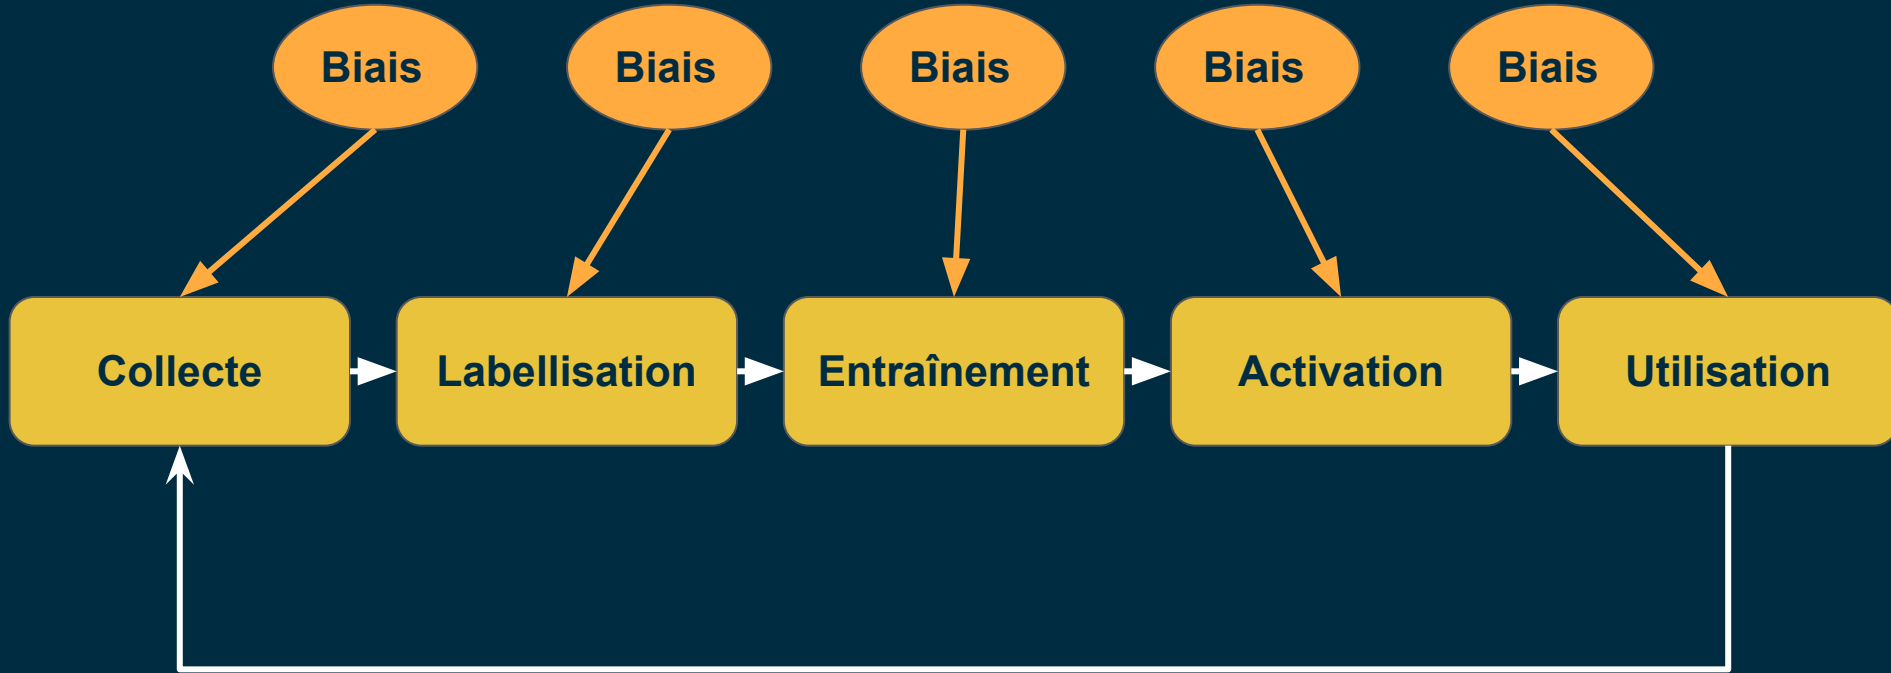 Biais
Biais
Biais
Biais
Biais
Collecte
Labellisation
Entraînement
Activation
Utilisation